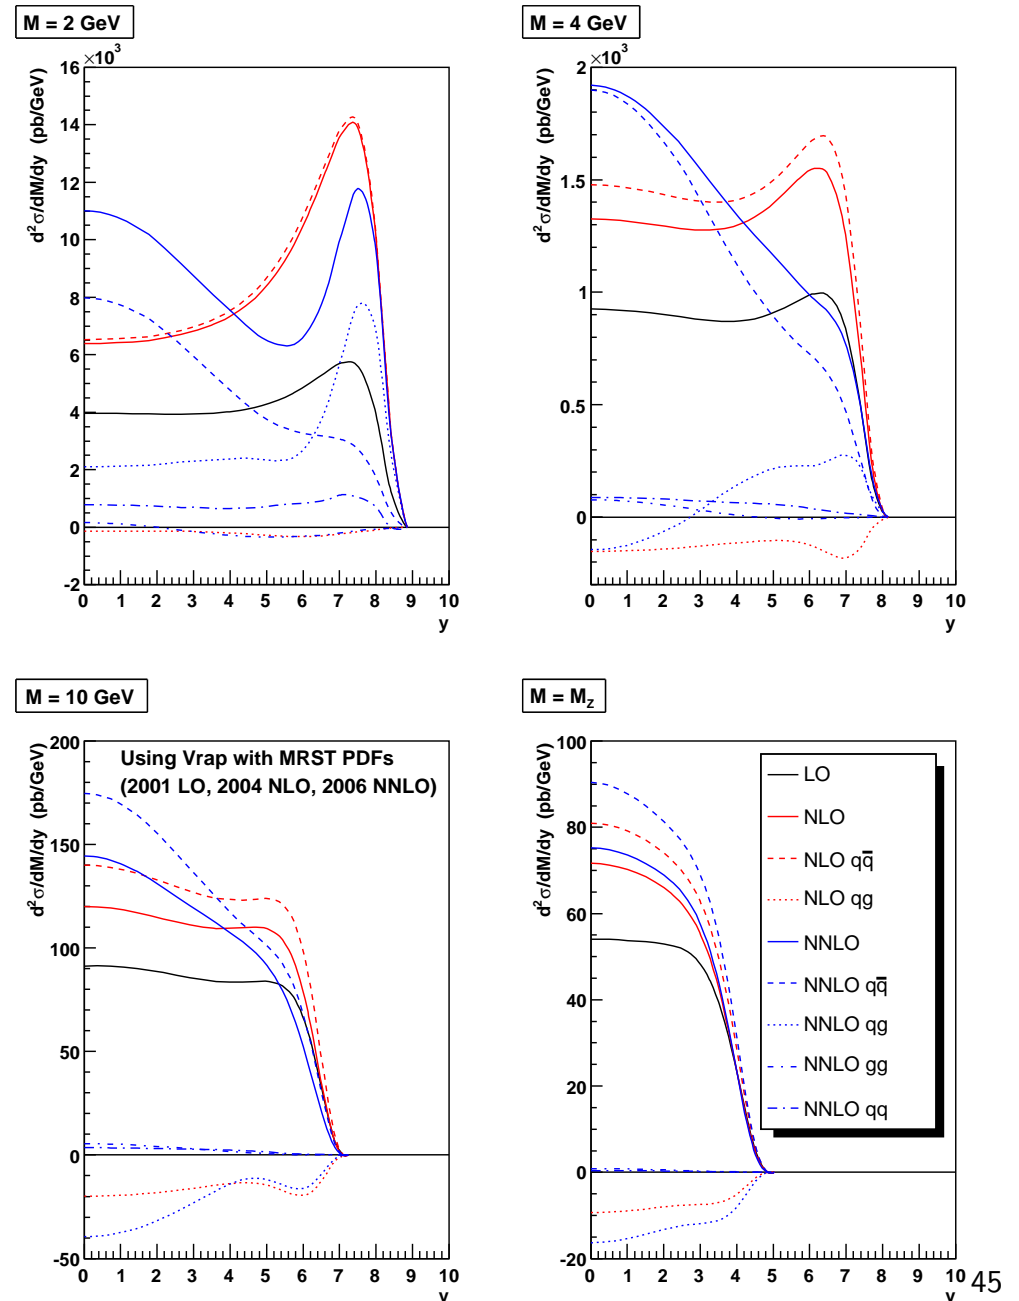 M = 2 GeV
×10³
d²σ/dM/dy (pb/GeV)
16
14
12
10
8
6
4
2
0
-2
0 1 2 3 4 5 6 7 8 9 10
y
M = 4 GeV
×10³
d²σ/dM/dy (pb/GeV)
2
1.5
1
0.5
0
0 1 2 3 4 5 6 7 8 9 10
y
M = 10 GeV
d²σ/dM/dy (pb/GeV)
Using Vrap with MRST PDFs
(2001 LO, 2004 NLO, 2006 NNLO)
200
150
100
50
0
-50
0 1 2 3 4 5 6 7 8 9 10
y
M = M_Z
d²σ/dM/dy (pb/GeV)
100
80
60
40
20
0
-20
0 1 2 3 4 5 6 7 8 9 10
y
LO
NLO
NLO qq̄
NLO qg
NNLO
NNLO qq̄
NNLO qg
NNLO gg
NNLO qq
45